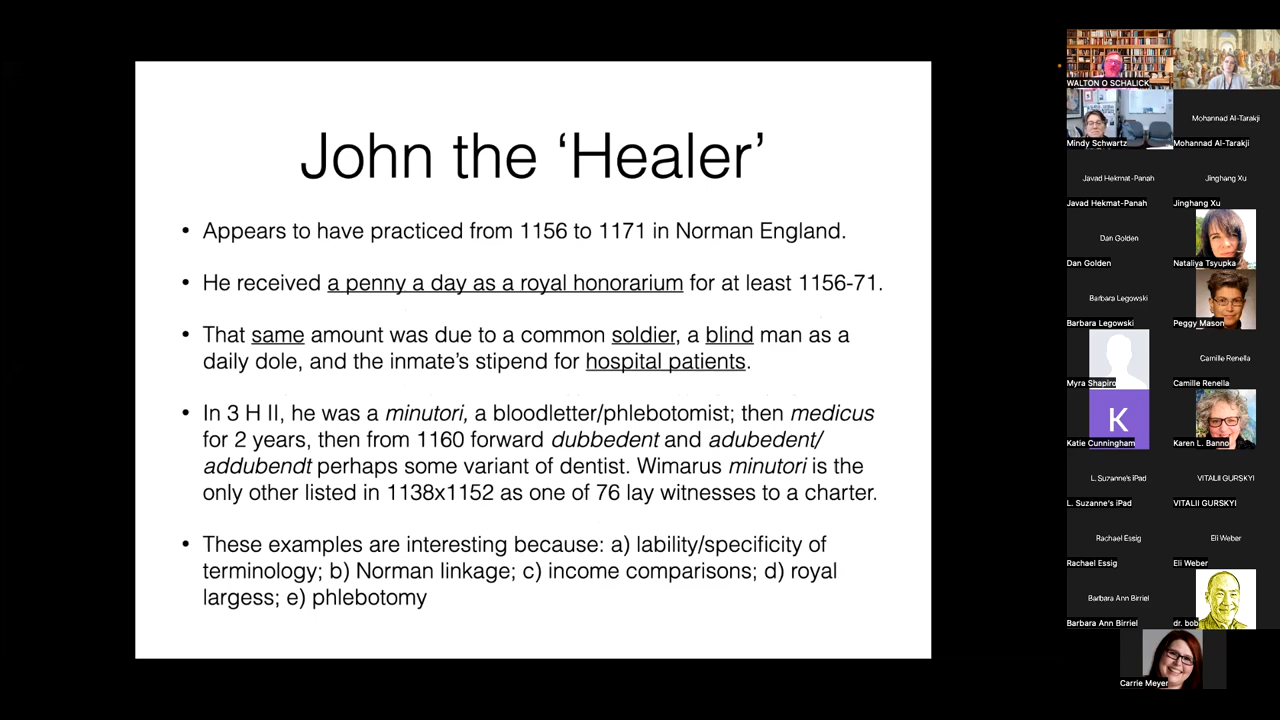 John the ‘Healer’
• Appears to have practiced from 1156 to 1171 in Norman England.
• He received a penny a day as a royal honorarium for at least 1156-71.
• That same amount was due to a common soldier, a blind man as a
daily dole, and the inmate’s stipend for hospital patients.
• In 3 H II, he was a minutori, a bloodletter/phlebotomist; then medicus
for 2 years, then from 1160 forward dubbedent and adubedent/
addubendt perhaps some variant of dentist. Wimarus minutori is the
only other listed in 1138x1152 as one of 76 lay witnesses to a charter.
• These examples are interesting because: a) lability/specificity of
terminology; b) Norman linkage; c) income comparisons; d) royal
largess; e) phlebotomy
WALTON O SCHALICK
Mohannad Al-Tarakji
Mindy Schwartz
Mohannad Al-Tarakji
Javad Hekmat-Panah
Jinghang Xu
Javad Hekmat-Panah
Jinghang Xu
Dan Golden
Dan Golden
Nataliya Tsyupka
Barbara Legowski
Barbara Legowski
Peggy Mason
Camille Renella
Myra Shapiro
Camille Renella
K
Katie Cunningham
Karen L. Banno
L. Suzanne's iPad
VITALII GURSKYI
L. Suzanne's iPad
VITALII GURSKYI
Rachael Essig
Eli Weber
Rachael Essig
Eli Weber
Barbara Ann Birriel
Barbara Ann Birriel
dr. bob
Carrie Meyer